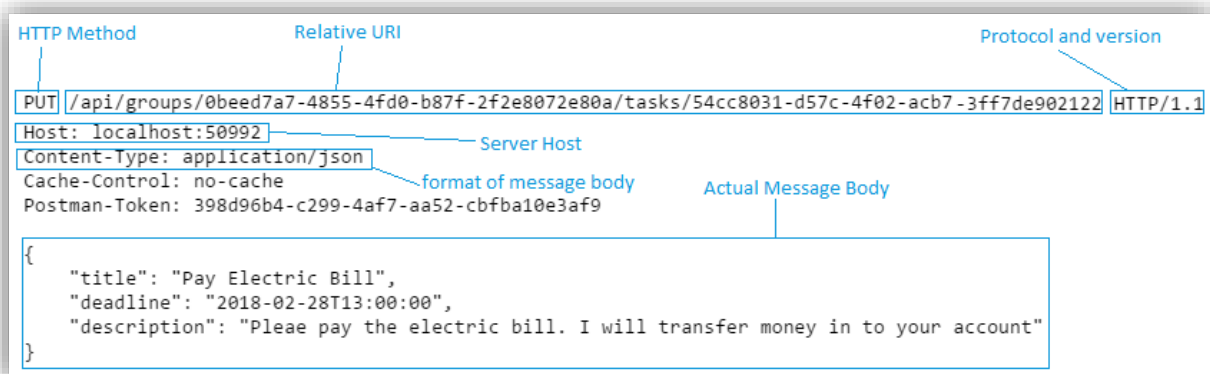 HTTP Method Relative URI Protocol and version
PUT /api/groups/0beed7a7-4855-4fd0-b87f-2f2e8072e80a/tasks/54cc8031-d57c-4f02-acb7-3ff7de902122 HTTP/1.1
Host: localhost:50992
Server Host
Content-Type: application/json
format of message body
Cache-Control: no-cache
Actual Message Body
Postman-Token: 398d96b4-c299-4af7-aa52-cbfba10e3af9
{
"title": "Pay Electric Bill",
"deadline": "2018-02-28T13:00:00",
"description": "Pleae pay the electric bill. I will transfer money in to your account"
}